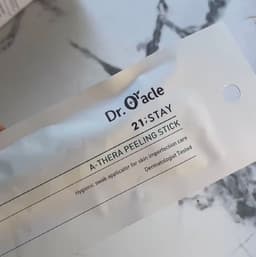 Dr. Oracle
21;STAY
A-THERA PEELING STICK
Hygienic swab applicator for skin imperfection care
Dermatologist Tested